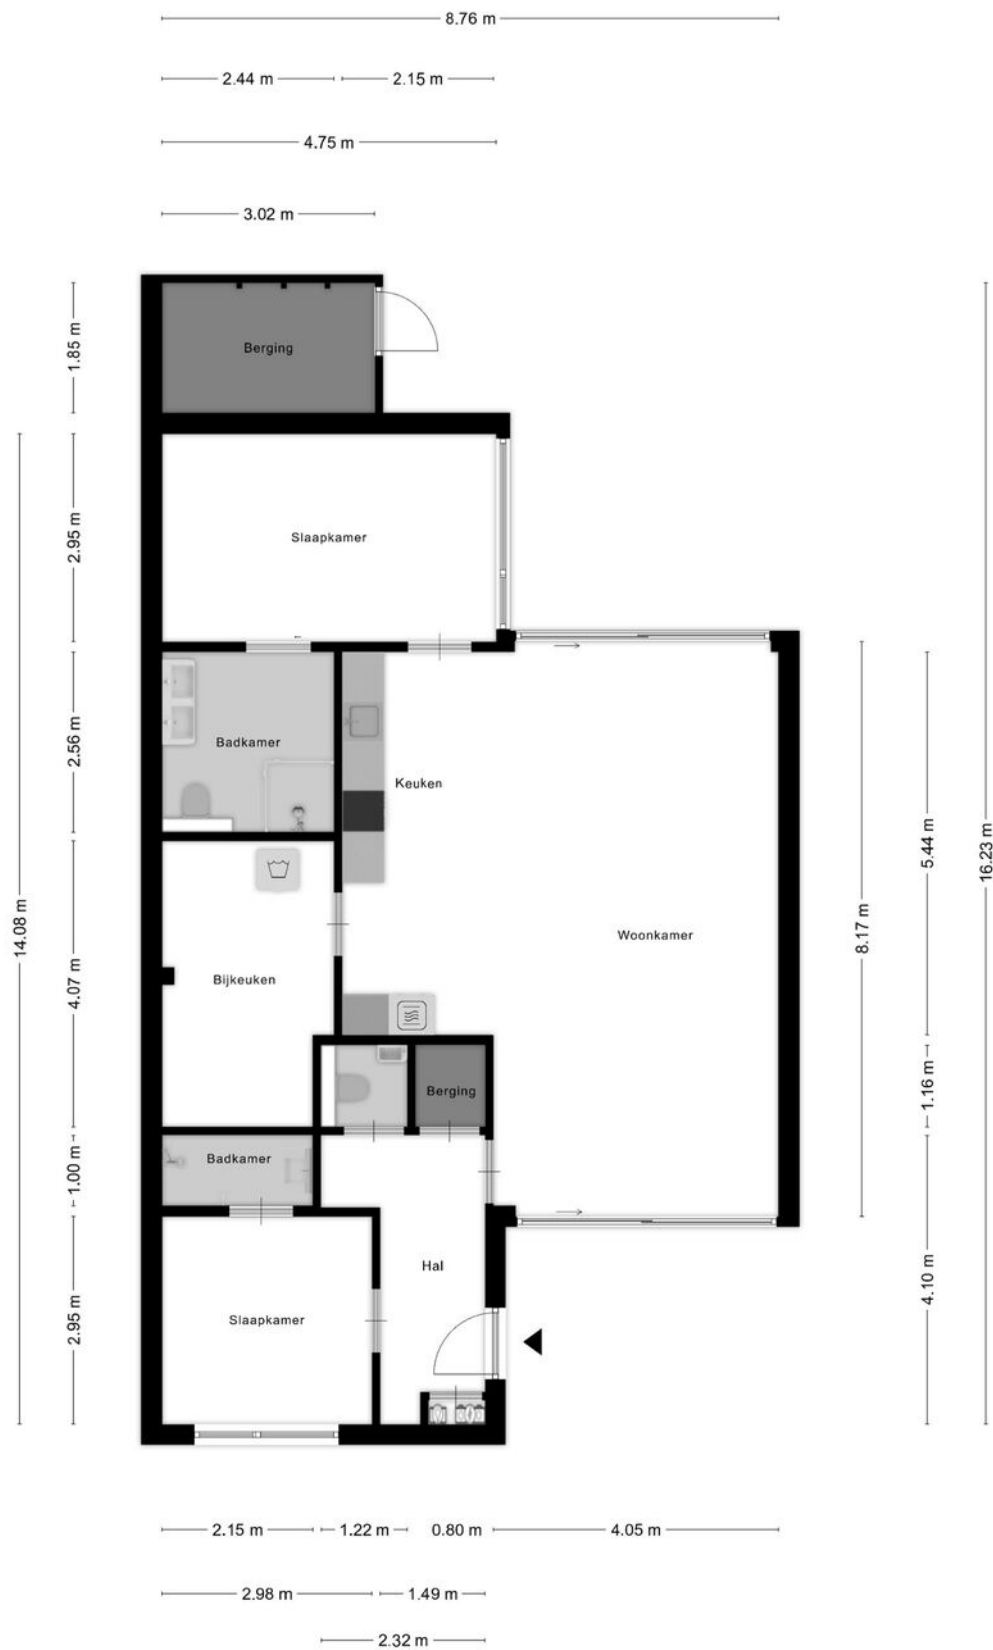 8.76 m
2.44 m
2.15 m
4.75 m
3.02 m
1.85 m
Berging
2.95 m
Slaapkamer
2.56 m
Badkamer
Keuken
5.44 m
16.23 m
14.08 m
8.17 m
Woonkamer
4.07 m
Bijkeuken
Berging
1.16 m
1.00 m
Badkamer
Hal
4.10 m
2.95 m
Slaapkamer
2.15 m
1.22 m
0.80 m
4.05 m
2.98 m
1.49 m
2.32 m